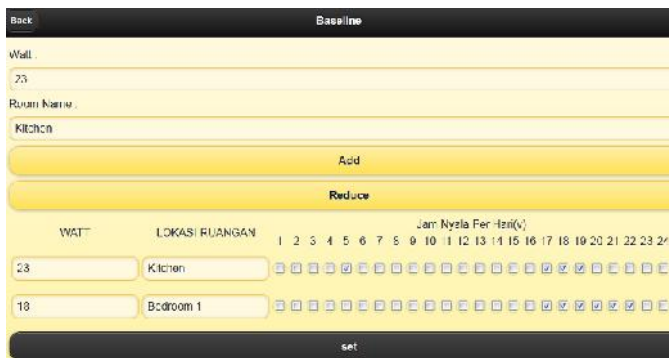 Back Baseline
Watt :
23
Room Name :
Kitchen
Add
Reduce
Jam Nyala Per Hari(v)
WATT LOKASI RUANGAN
1 2 3 4 5 6 7 8 9 10 11 12 13 14 15 16 17 18 19 20 21 22 23 24
23 Kitchen
18 Bedroom 1
set